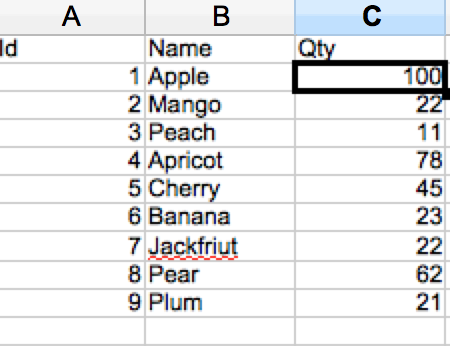 A B C
Id Name Qty
1 Apple 100
2 Mango 22
3 Peach 11
4 Apricot 78
5 Cherry 45
6 Banana 23
7 Jackfriut 22
8 Pear 62
9 Plum 21